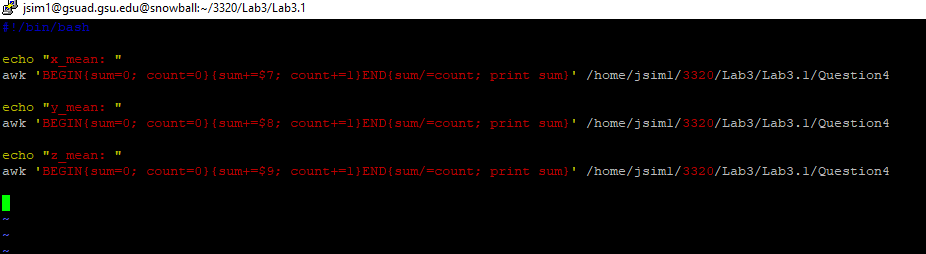 jsim1@gsuad.gsu.edu@snowball:~/3320/Lab3/Lab3.1
#!/bin/bash
echo "x_mean: "
awk 'BEGIN{sum=0; count=0}{sum+=$7; count+=1}END{sum/=count; print sum}' /home/jsim1/3320/Lab3/Lab3.1/Question4
echo "y_mean: "
awk 'BEGIN{sum=0; count=0}{sum+=$8; count+=1}END{sum/=count; print sum}' /home/jsim1/3320/Lab3/Lab3.1/Question4
echo "z_mean: "
awk 'BEGIN{sum=0; count=0}{sum+=$9; count+=1}END{sum/=count; print sum}' /home/jsim1/3320/Lab3/Lab3.1/Question4
~
~
~